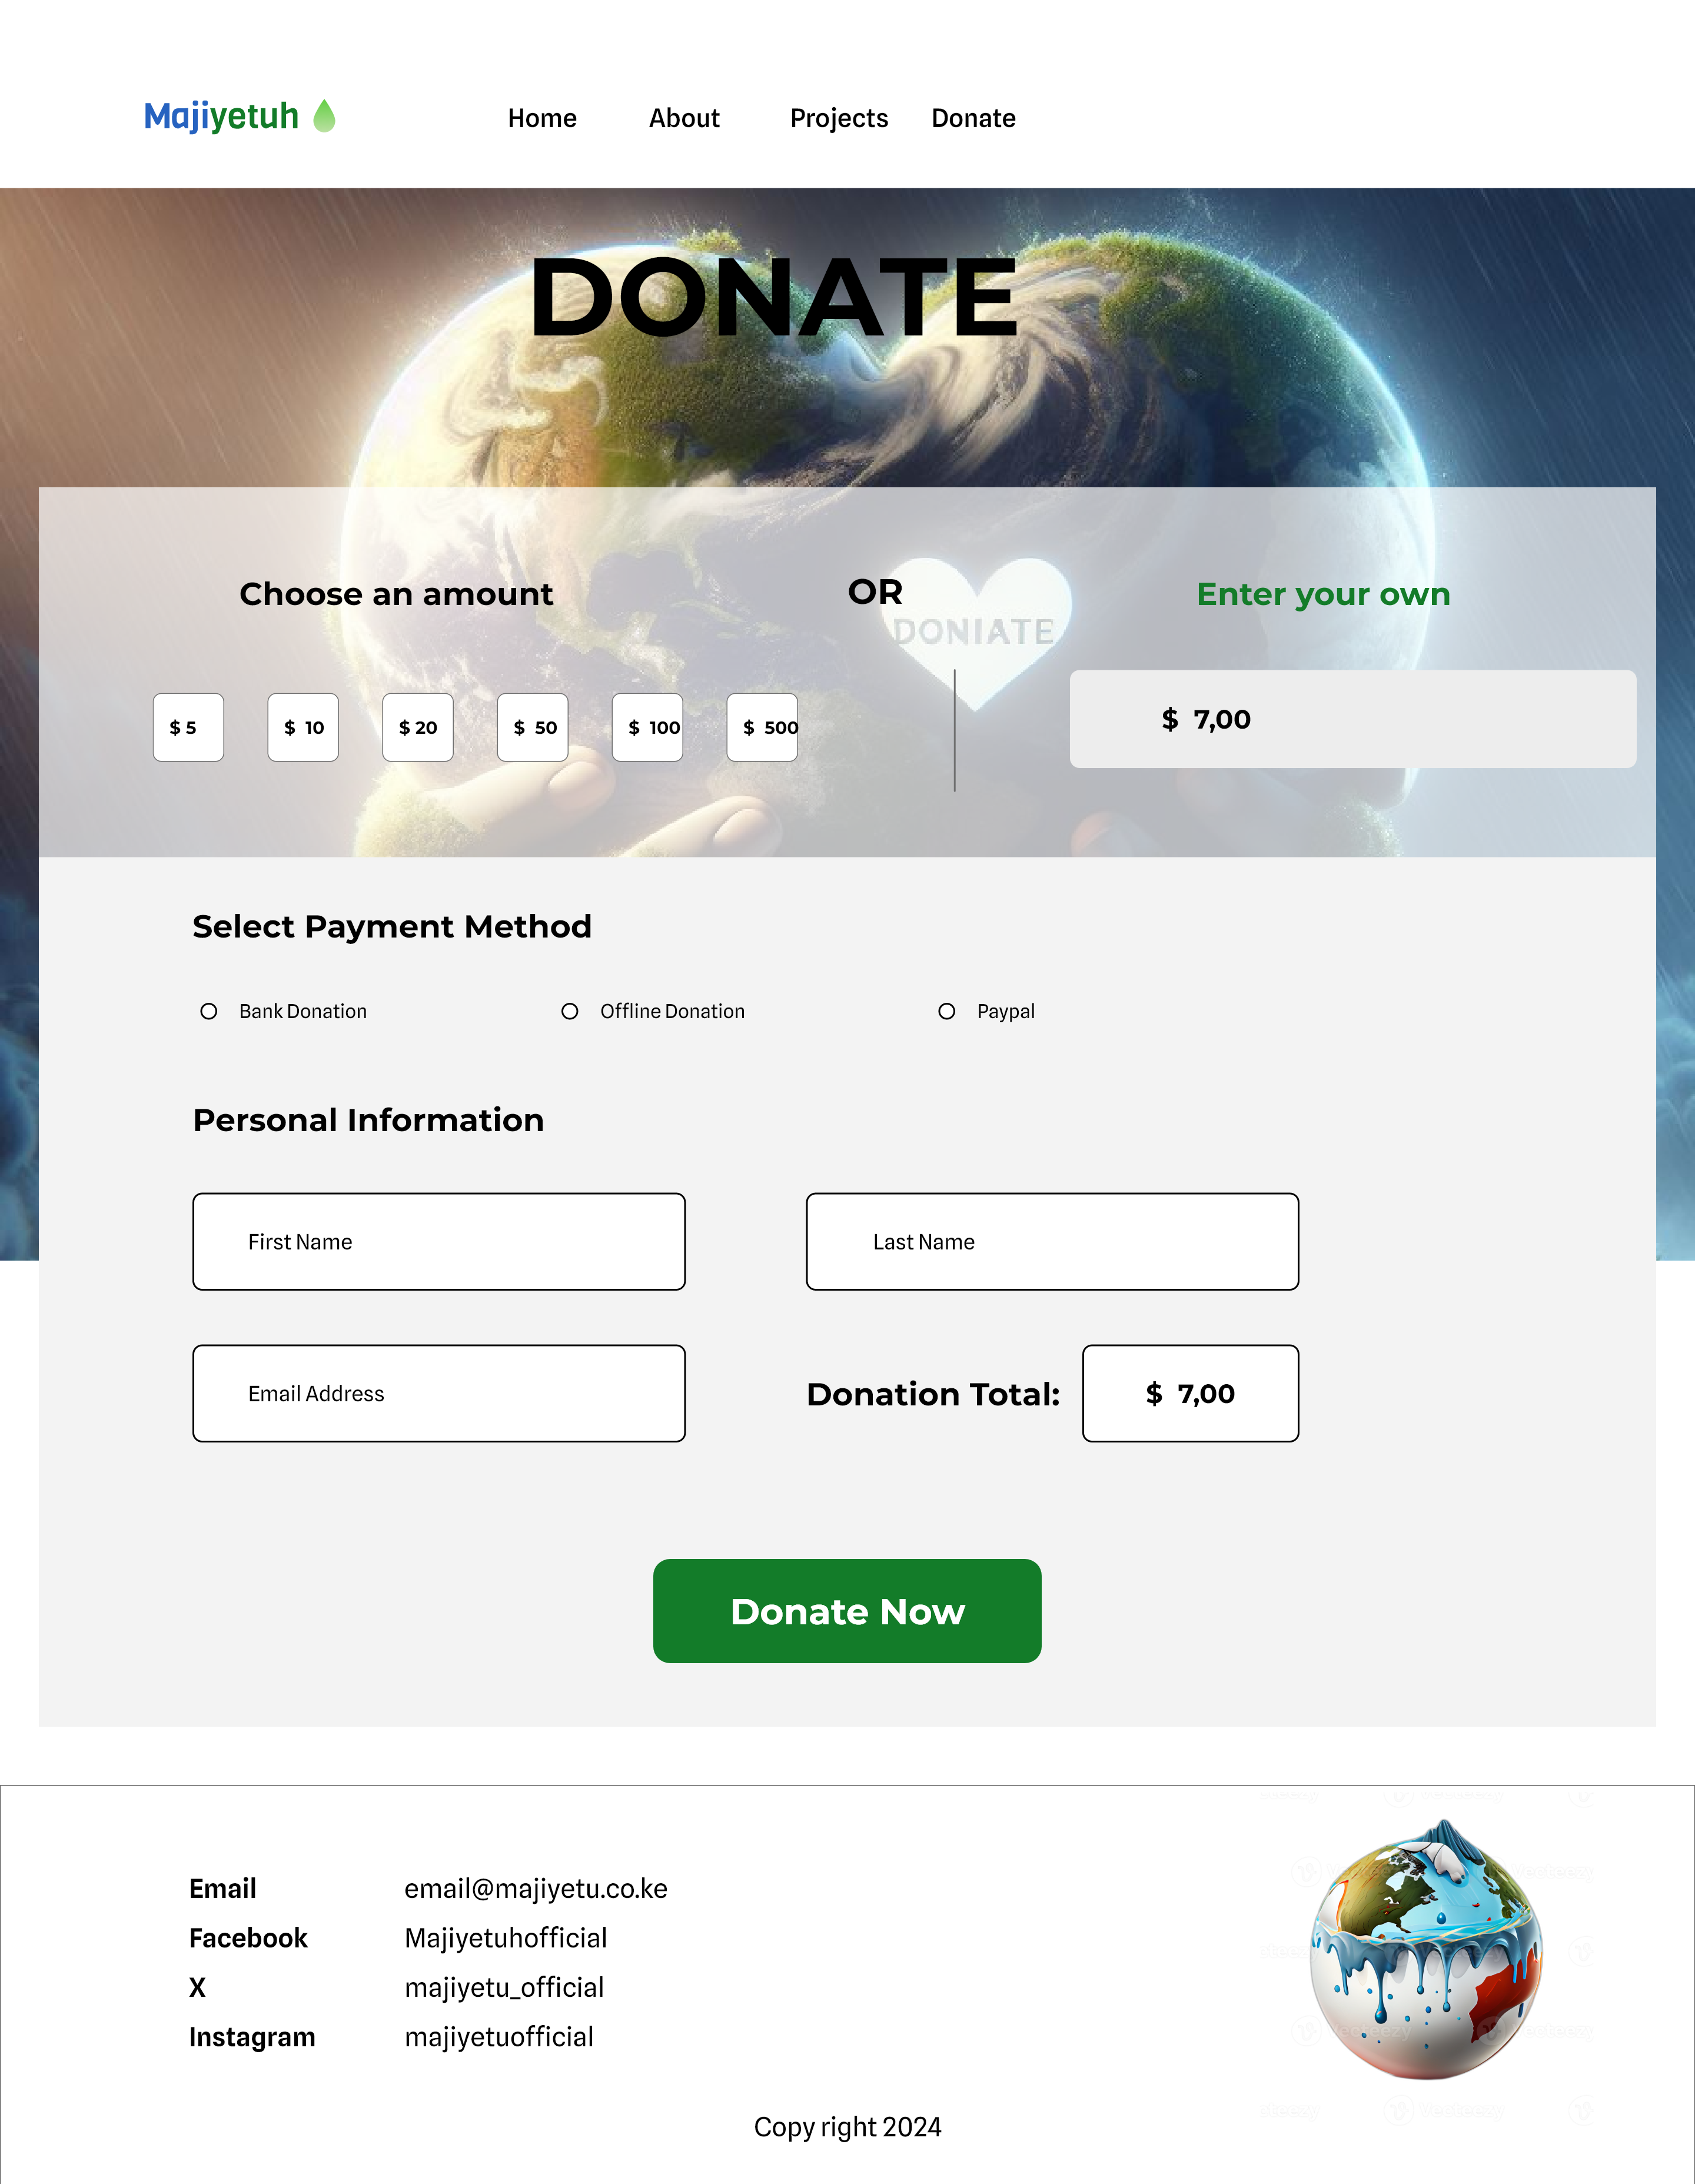 Majiyetuh
Home About Projects Donate
DONATE
Choose an amount
OR
Enter your own
DONIATE
$ 5 $ 10 $ 20 $ 50 $ 100 $ 500
$ 7,00
Select Payment Method
Bank Donation Offline Donation Paypal
Personal Information
First Name Last Name
Email Address Donation Total: $ 7,00
Donate Now
Email email@majiyetu.co.ke
Facebook Majiyetuhofficial
X majiyetu_official
Instagram majiyetuofficial
Copy right 2024